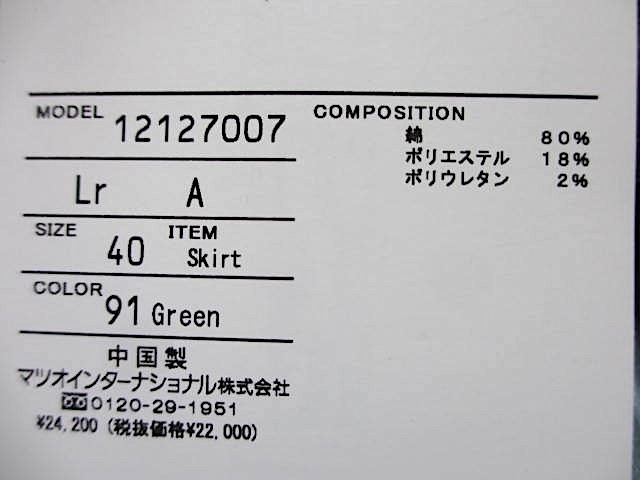 MODEL 12127007
COMPOSITION
綿 80%
ポリエステル 18%
ポリウレタン 2%
Lr A
SIZE 40 ITEM Skirt
COLOR 91 Green
中国製
マツオインターナショナル株式会社
0120-29-1951
¥24,200 (税抜価格¥22,000)